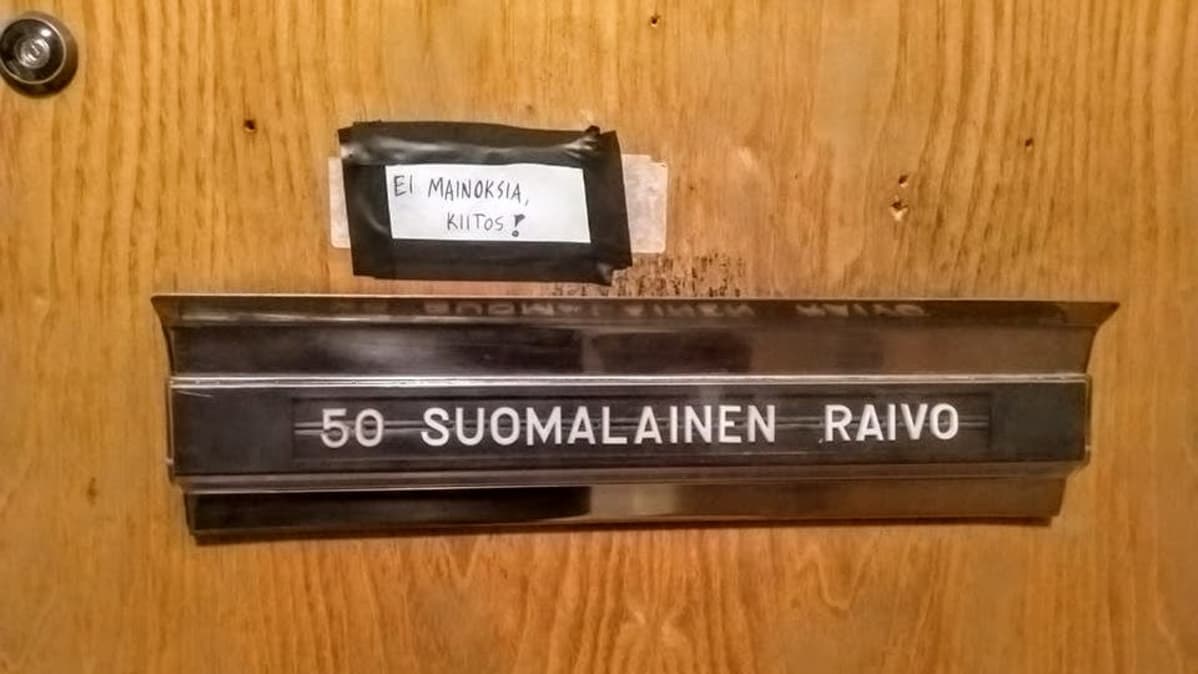 EI MAINOKSIA,
KIITOS!
50 SUOMALAINEN RAIVO